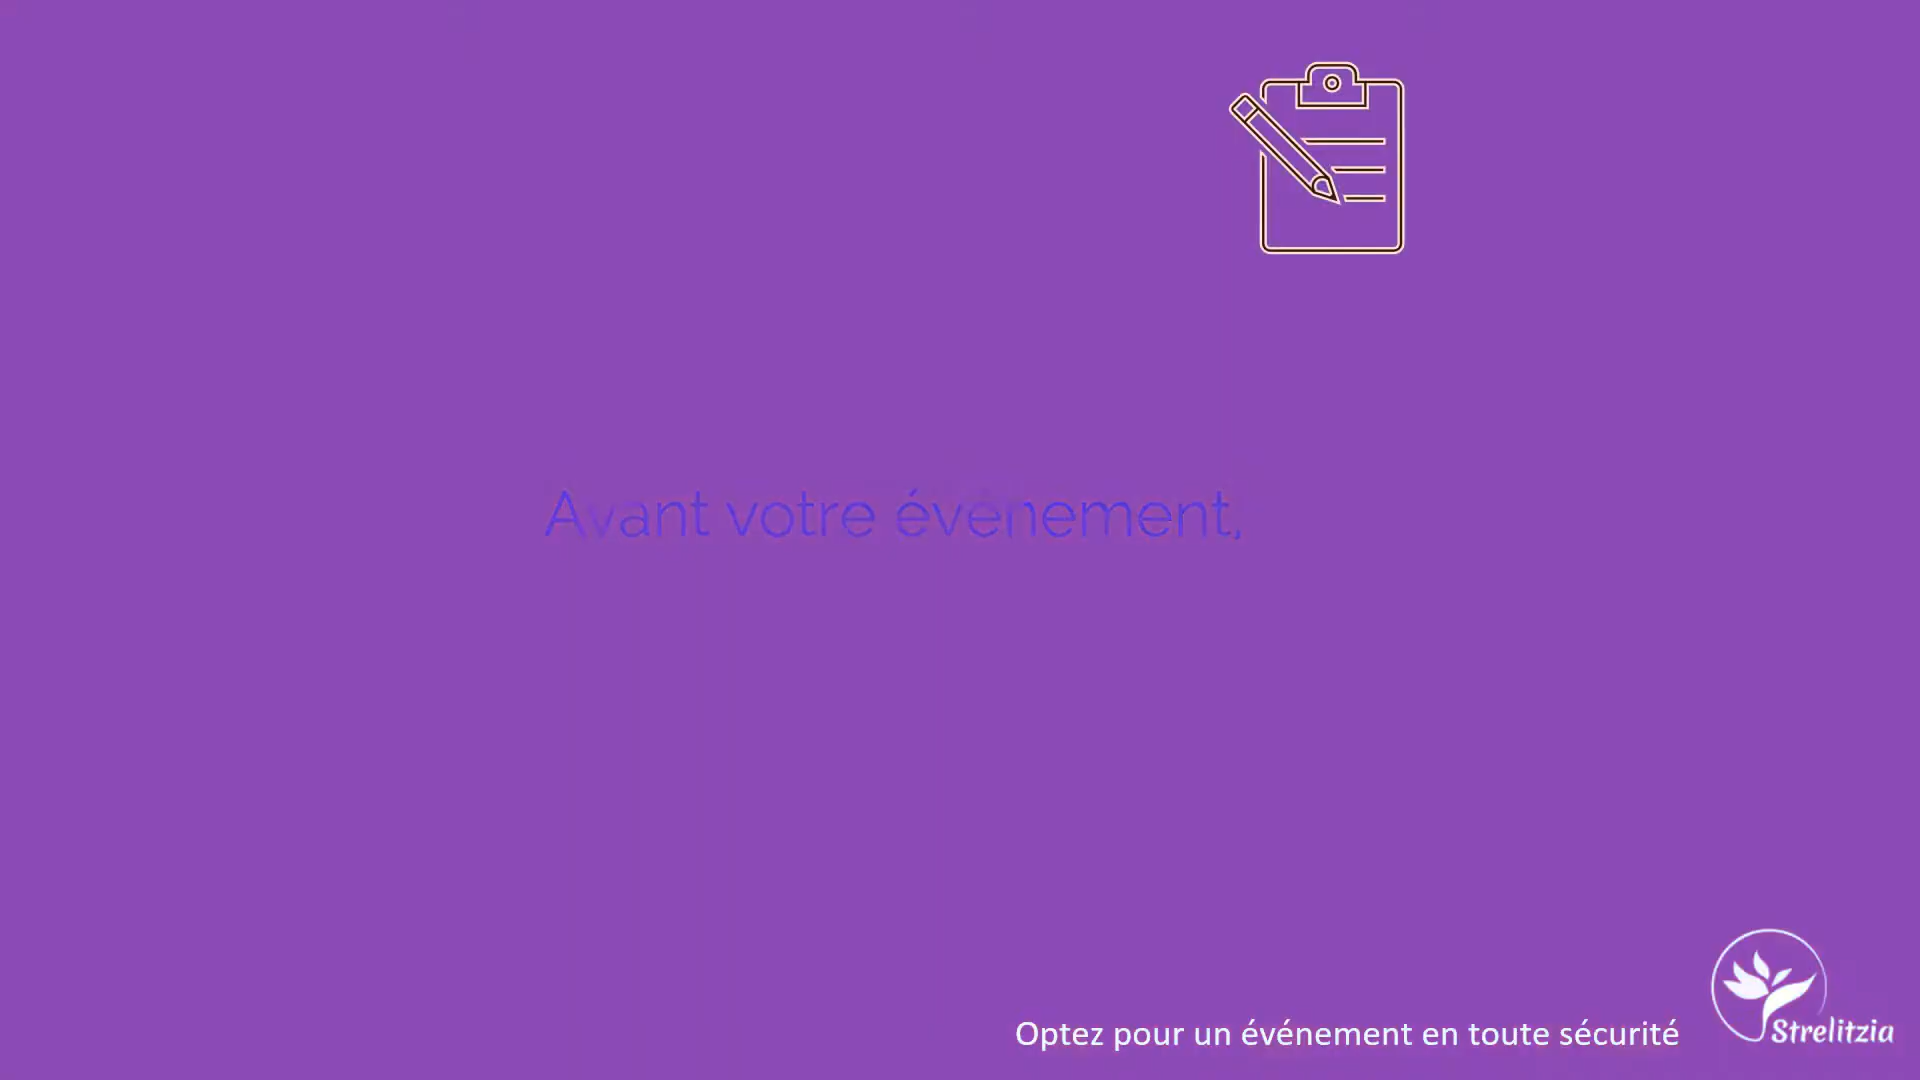 Avant votre événement,
Optez pour un événement en toute sécurité
Strelitzia